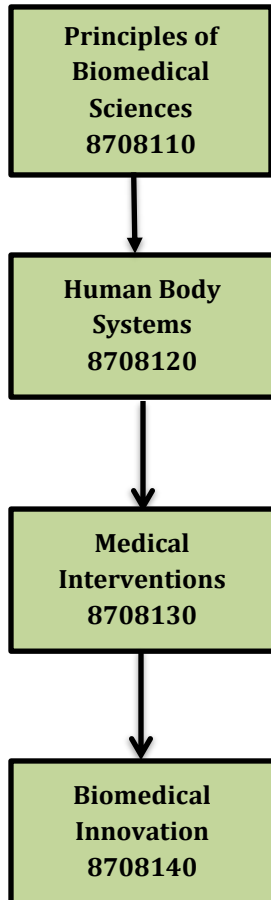 Principles of
Biomedical
Sciences
8708110
Human Body
Systems
8708120
Medical
Interventions
8708130
Biomedical
Innovation
8708140